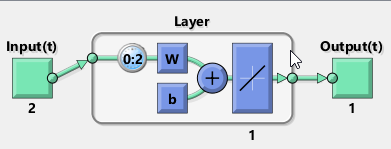 Layer
Input(t)
Output(t)
0:2
W
b
+
2
1
1